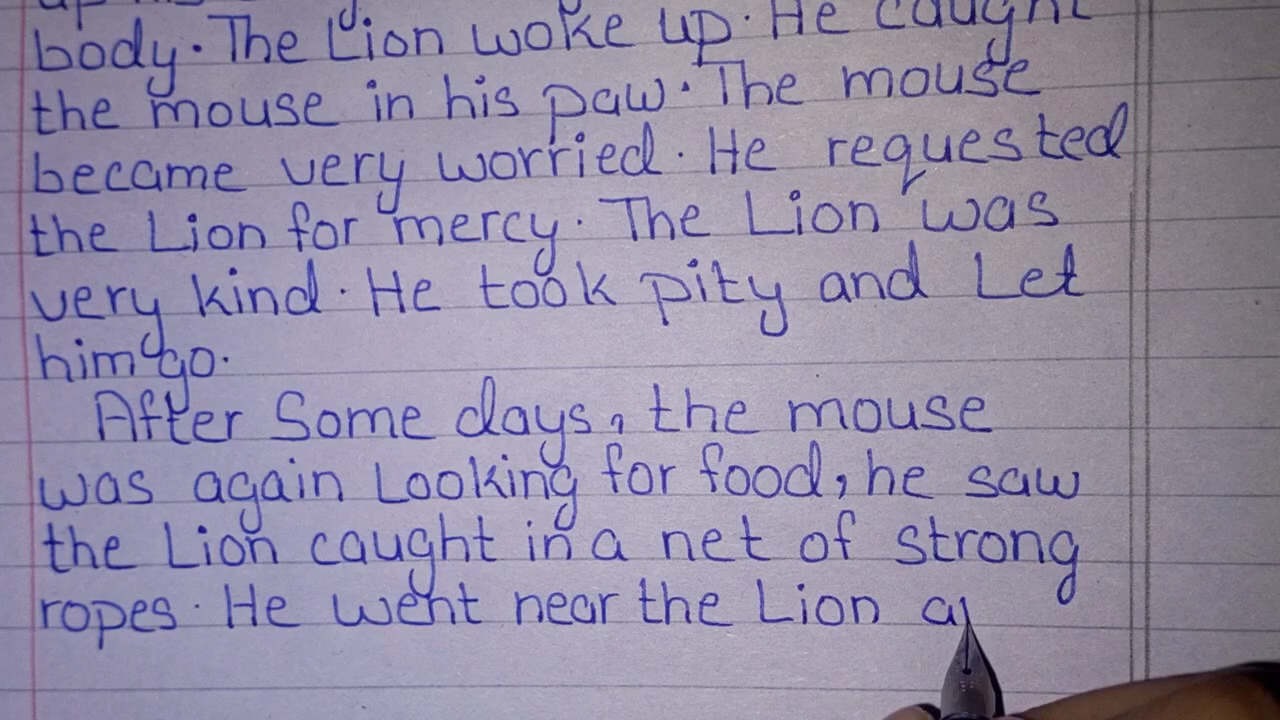 body. The Lion woke up. He caught
the mouse in his paw. The mouse
became very worried. He requested
the Lion for mercy. The Lion was
very kind. He took pity and Let
him go.
After Some days, the mouse
was again Looking for food, he saw
the Lion caught in a net of strong
ropes. He went near the Lion